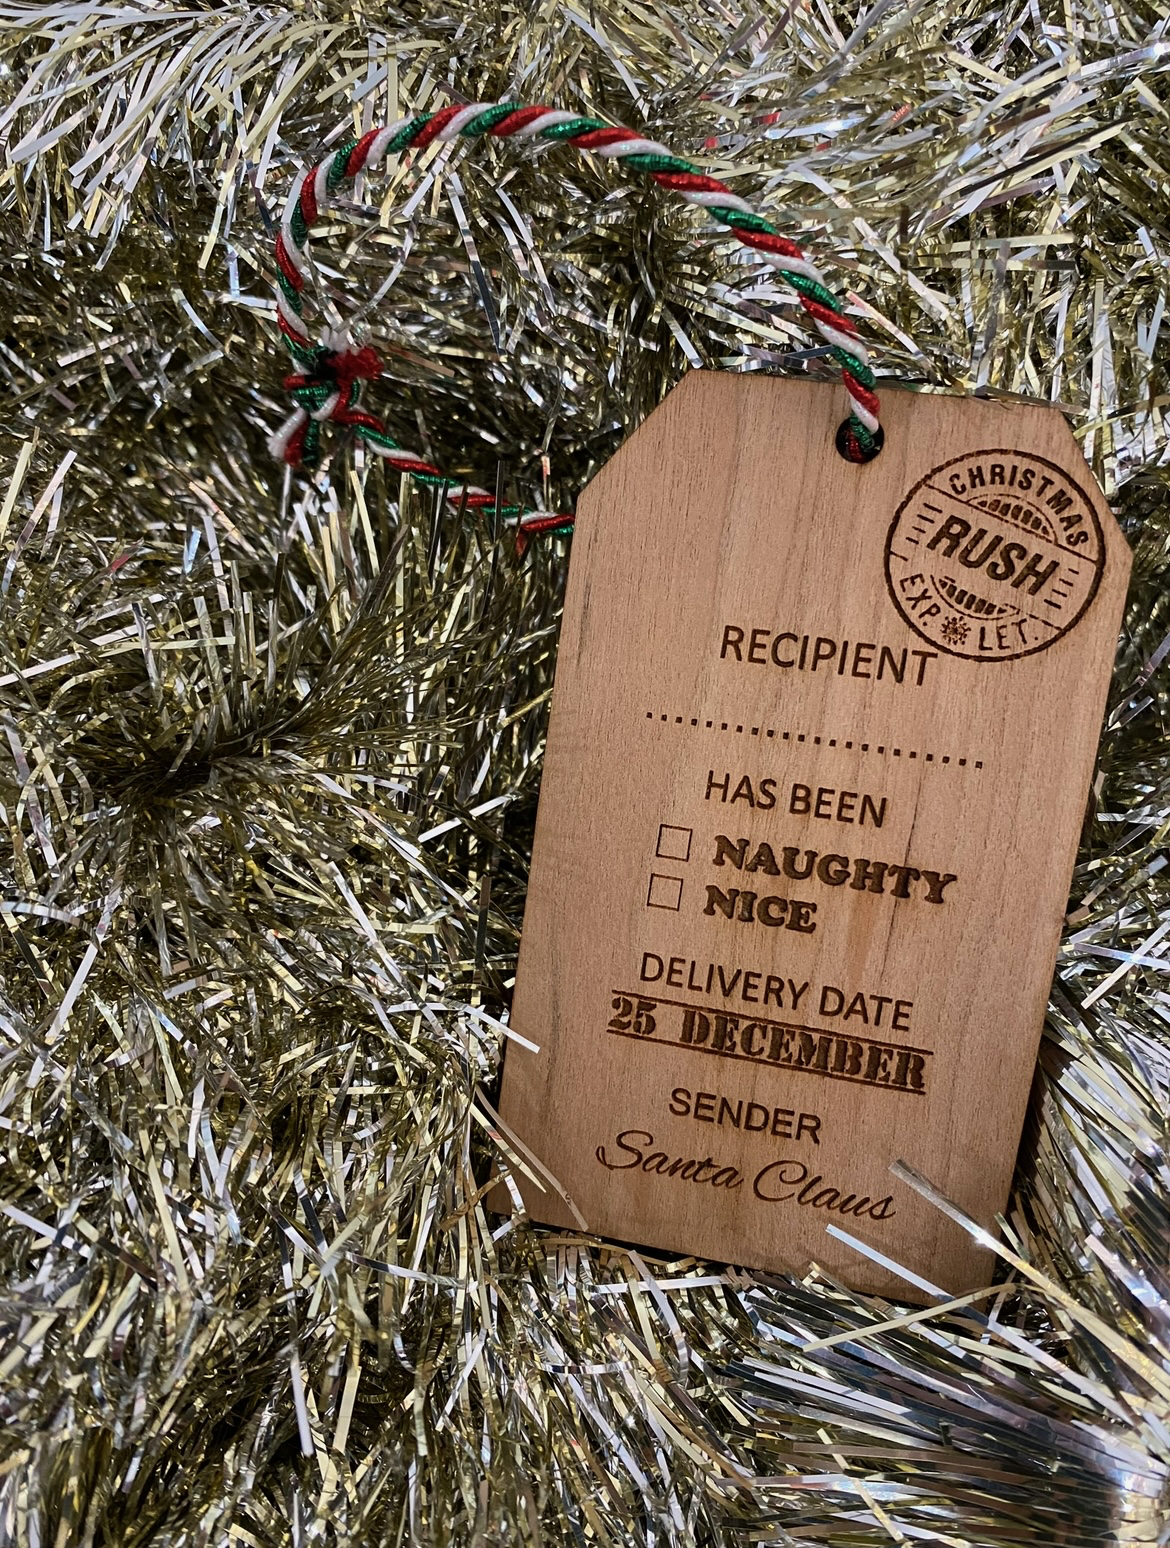 CHRISTMAS
RUSH
EXP. LET.
RECIPIENT
........................
HAS BEEN
☐ NAUGHTY
☐ NICE
DELIVERY DATE
25 DECEMBER
SENDER
Santa Claus